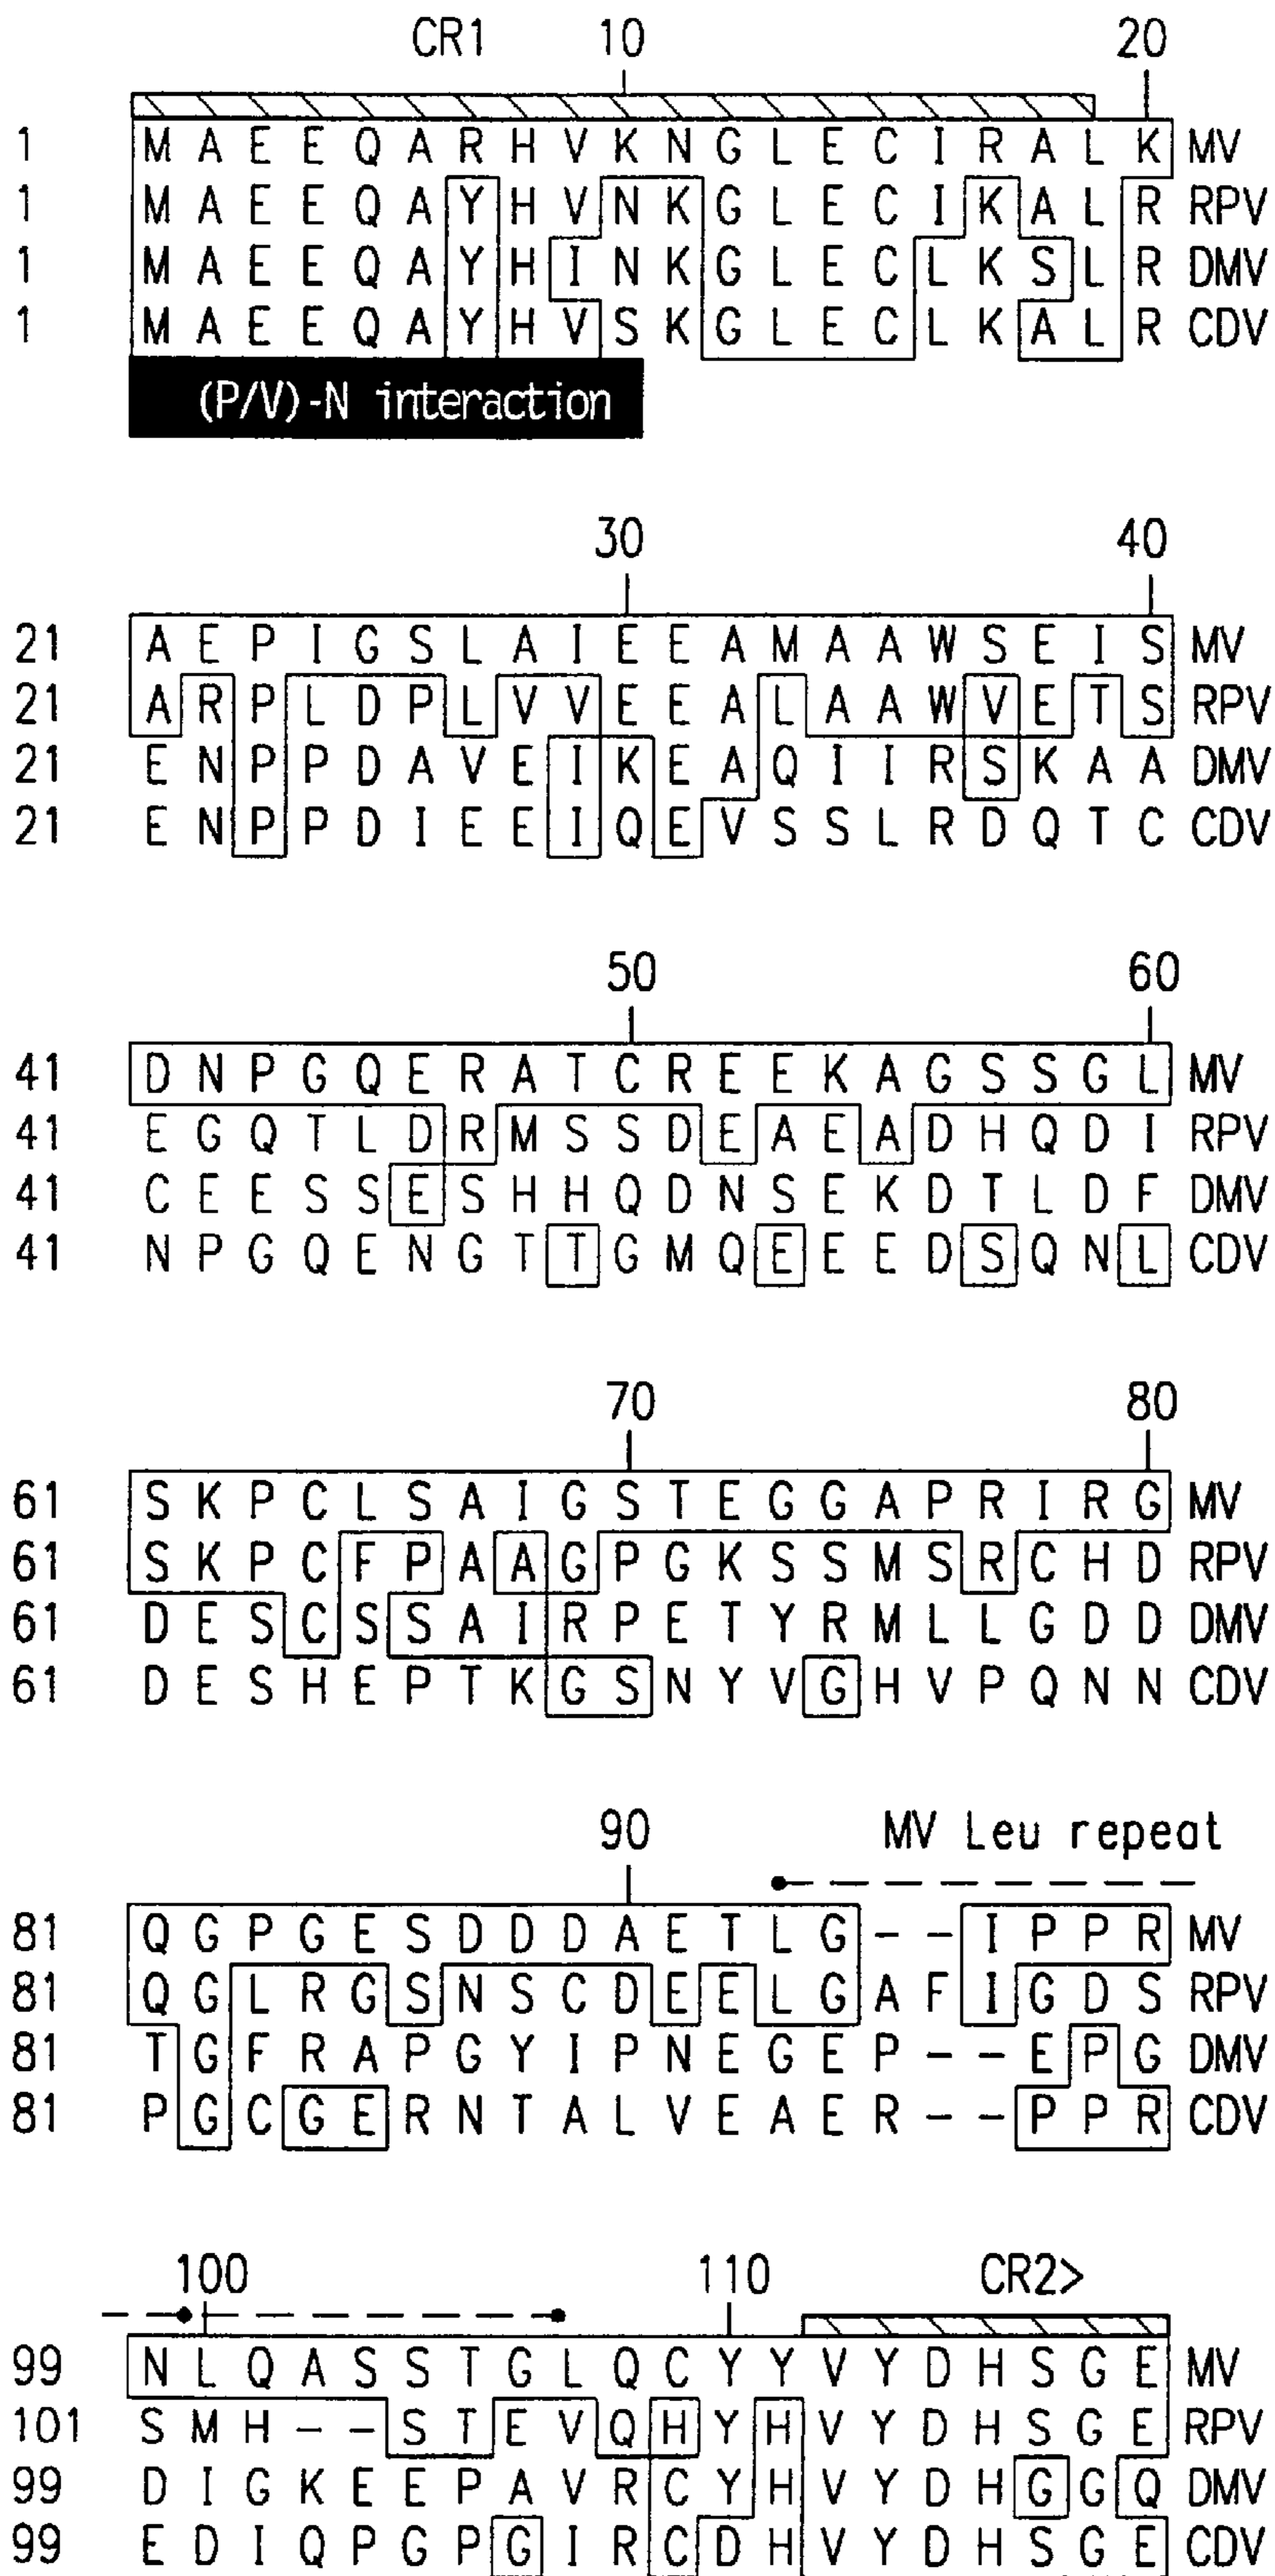 CR1 10 20
1 M A E E Q A R H V K N G L E C I R A L K MV
1 M A E E Q A Y H V N K G L E C I K A L R RPV
1 M A E E Q A Y H I N K G L E C L K S L R DMV
1 M A E E Q A Y H V S K G L E C L K A L R CDV
(P/V)-N interaction
30 40
21 A E P I G S L A I E E A M A A W S E I S MV
21 A R P L D P L V V E E A L A A W V E T S RPV
21 E N P P D A V E I K E A Q I I R S K A A DMV
21 E N P P D I E E I Q E V S S L R D Q T C CDV
50 60
41 D N P G Q E R A T C R E E K A G S S G L MV
41 E G Q T L D R M S S D E A E A D H Q D I RPV
41 C E E S S E S H H Q D N S E K D T L D F DMV
41 N P G Q E N G T T G M Q E E E D S Q N L CDV
70 80
61 S K P C L S A I G S T E G G A P R I R G MV
61 S K P C F P A A G P G K S S M S R C H D RPV
61 D E S C S S A I R P E T Y R M L L G D D DMV
61 D E S H E P T K G S N Y V G H V P Q N N CDV
90 MV Leu repeat
81 Q G P G E S D D D A E T L G - - I P P R MV
81 Q G L R G S N S C D E E L G A F I G D S RPV
81 T G F R A P G Y I P N E G E P - - E P G DMV
81 P G C G E R N T A L V E A E R - - P P R CDV
100 110 CR2>
99 N L Q A S S T G L Q C Y Y V Y D H S G E MV
101 S M H - - S T E V Q H Y H V Y D H S G E RPV
99 D I G K E E P A V R C Y H V Y D H G G Q DMV
99 E D I Q P G P G I R C D H V Y D H S G E CDV